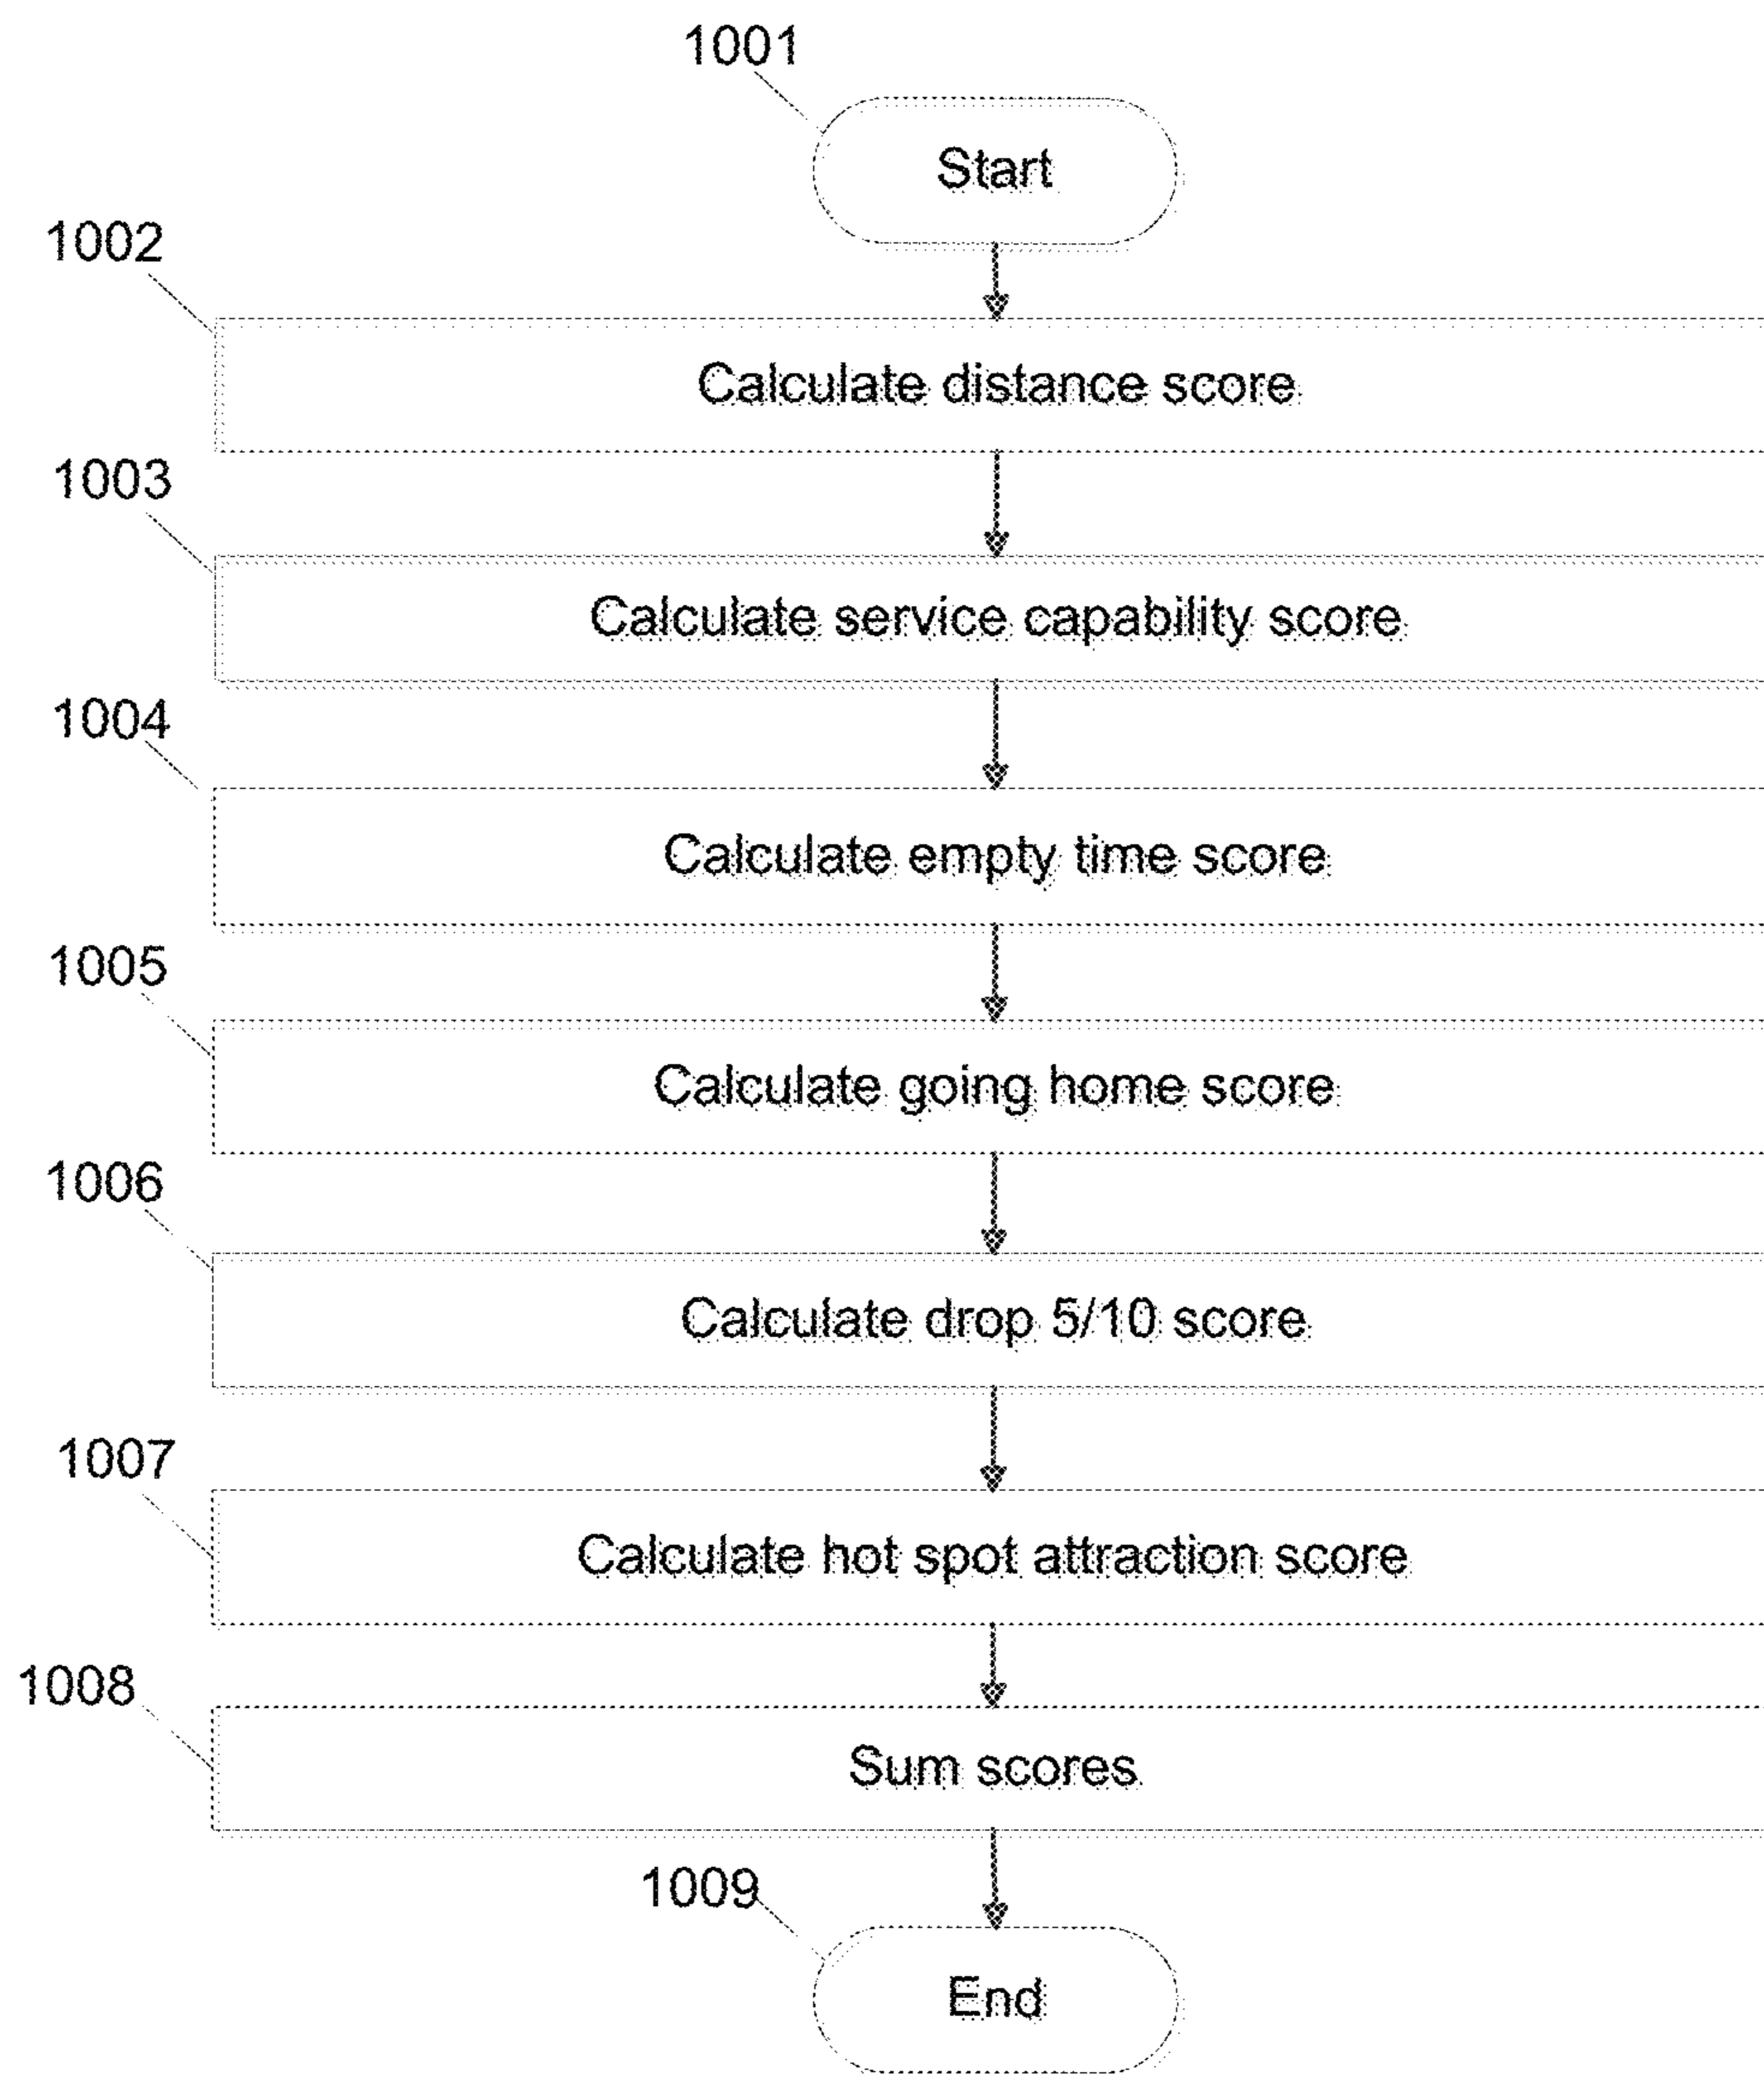 1001
Start
1002
Calculate distance score
1003
Calculate service capability score
1004
Calculate empty time score
1005
Calculate going home score
1006
Calculate drop 5/10 score
1007
Calculate hot spot attraction score
1008
Sum scores
1009
End